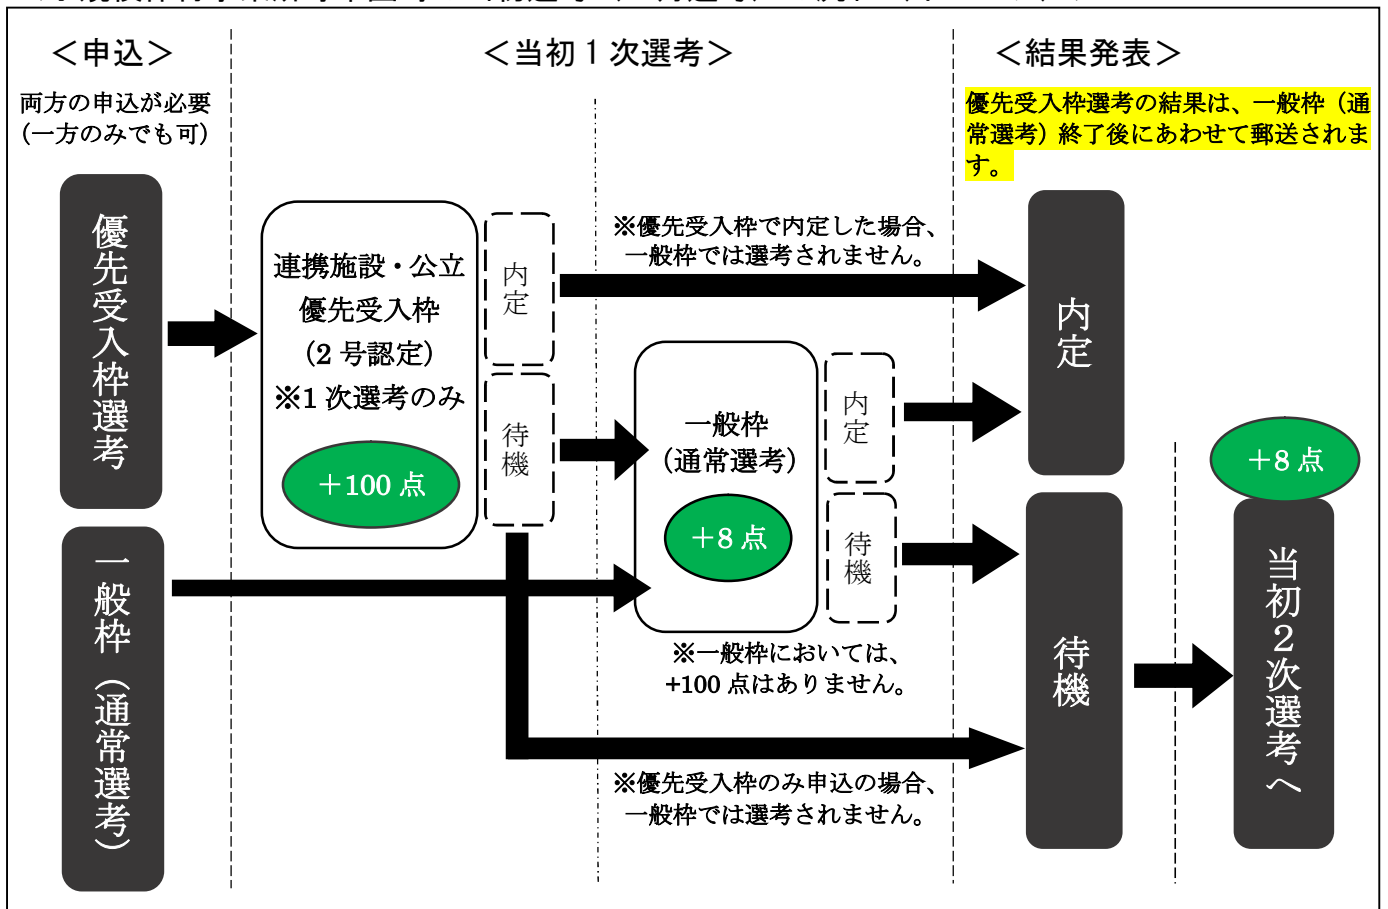 ＜申込＞
両方の申込が必要
（一方のみでも可）
優先受入枠選考
一般枠（通常選考）
＜当初１次選考＞
連携施設・公立
優先受入枠
（2 号認定）
※1 次選考のみ
＋100 点
内定
待機
※優先受入枠で内定した場合、
一般枠では選考されません。
一般枠
（通常選考）
＋8 点
内定
待機
※一般枠においては、
+100 点はありません。
※優先受入枠のみ申込の場合、
一般枠では選考されません。
＜結果発表＞
優先受入枠選考の結果は、一般枠（通
常選考）終了後にあわせて郵送されま
す。
内定
待機
＋8 点
当初２次選考へ